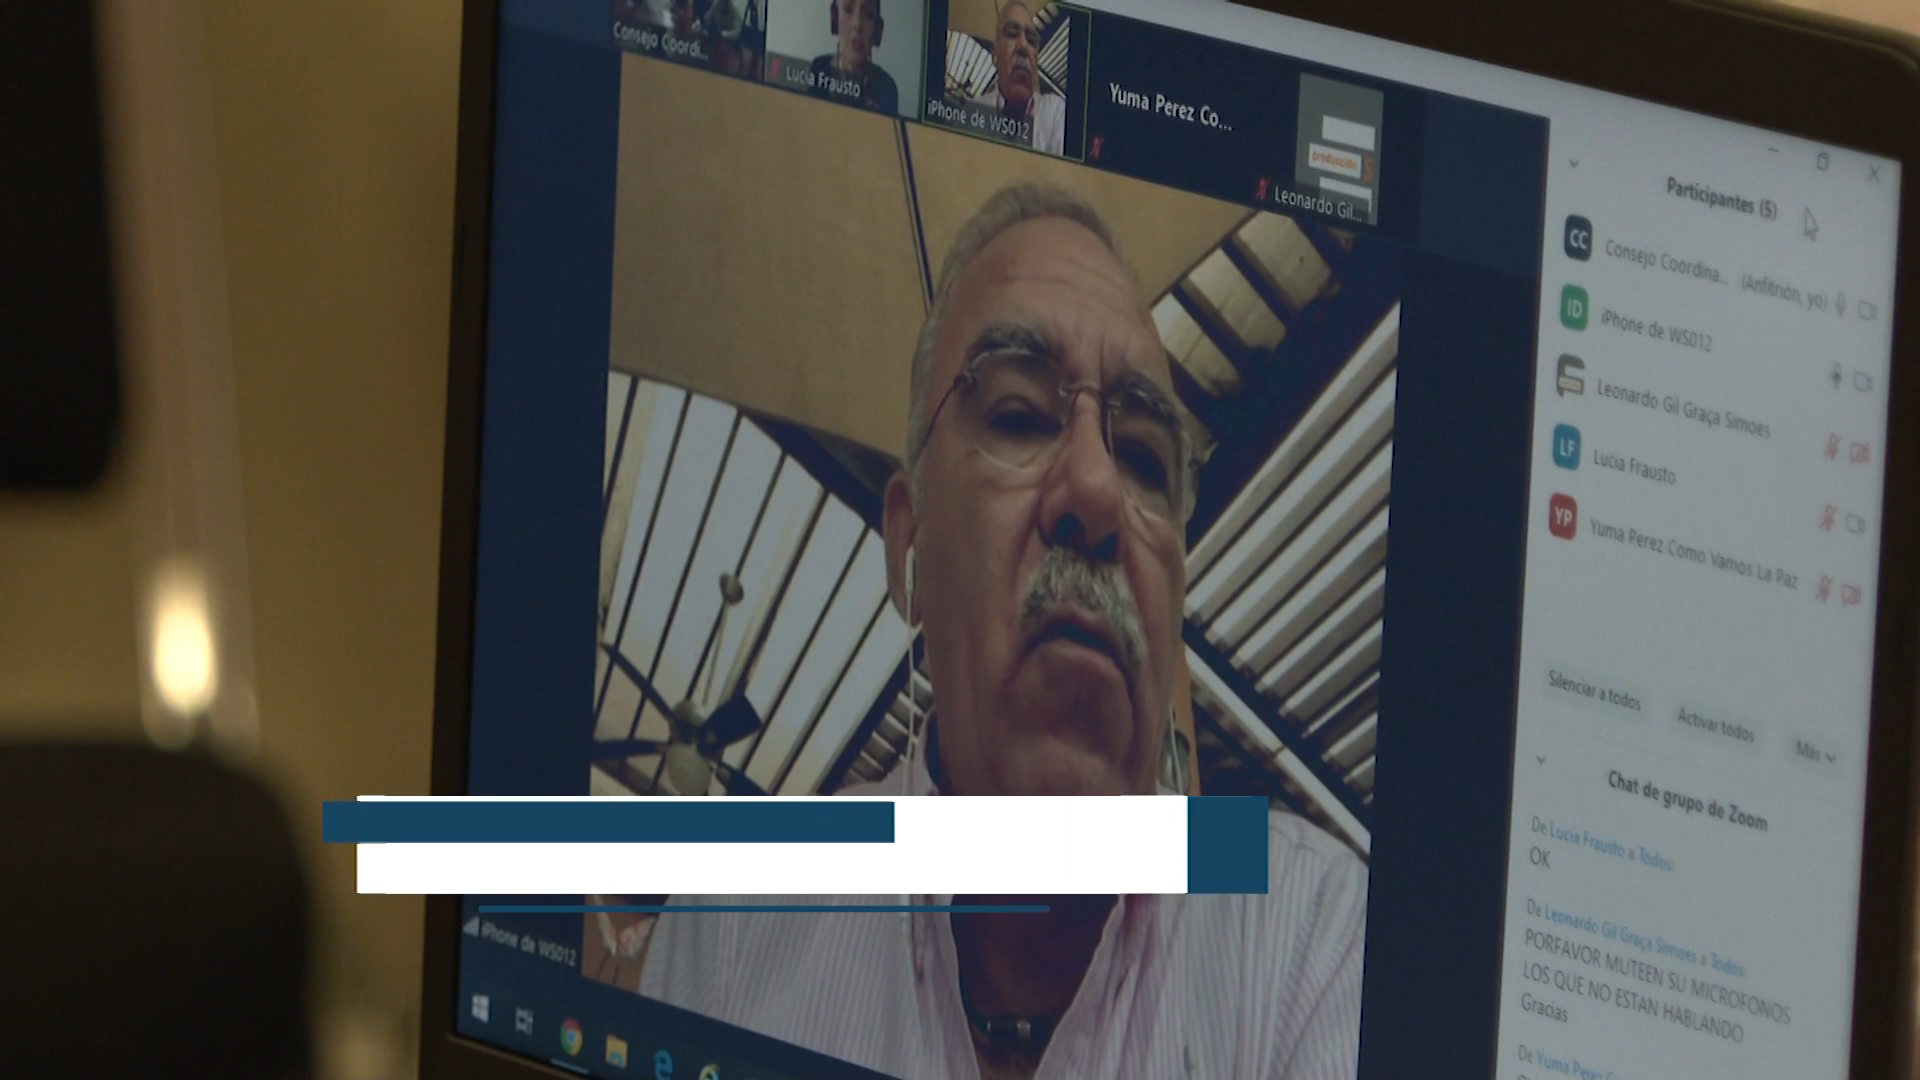 Consejo Coordi...
Lucia Frausto
iPhone de WS012
Yuma Perez Co...
producción
Leonardo Gil...
Participantes (5)
CC Consejo Coordina... (Anfitrión, yo)
ID iPhone de WS012
Leonardo Gil Graça Simoes
LF Lucia Frausto
YP Yuma Perez Como Vamos La Paz
Silenciar a todos
Activar todos
Más
Chat de grupo de Zoom
De Lucia Frausto a Todos:
OK
De Leonardo Gil Graça Simoes a Todos:
PORFAVOR MUTEEN SU MICROFONOS
LOS QUE NO ESTAN HABLANDO
Gracias
De Yuma Perez
iPhone de WS012